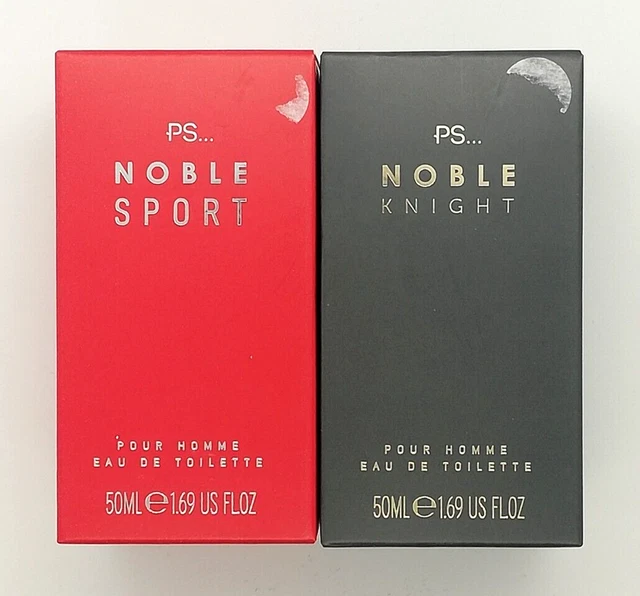 PS...
NOBLE
SPORT
POUR HOMME
EAU DE TOILETTE
50ML℮1.69 US FLOZ
PS...
NOBLE
KNIGHT
POUR HOMME
EAU DE TOILETTE
50ML℮1.69 US FLOZ